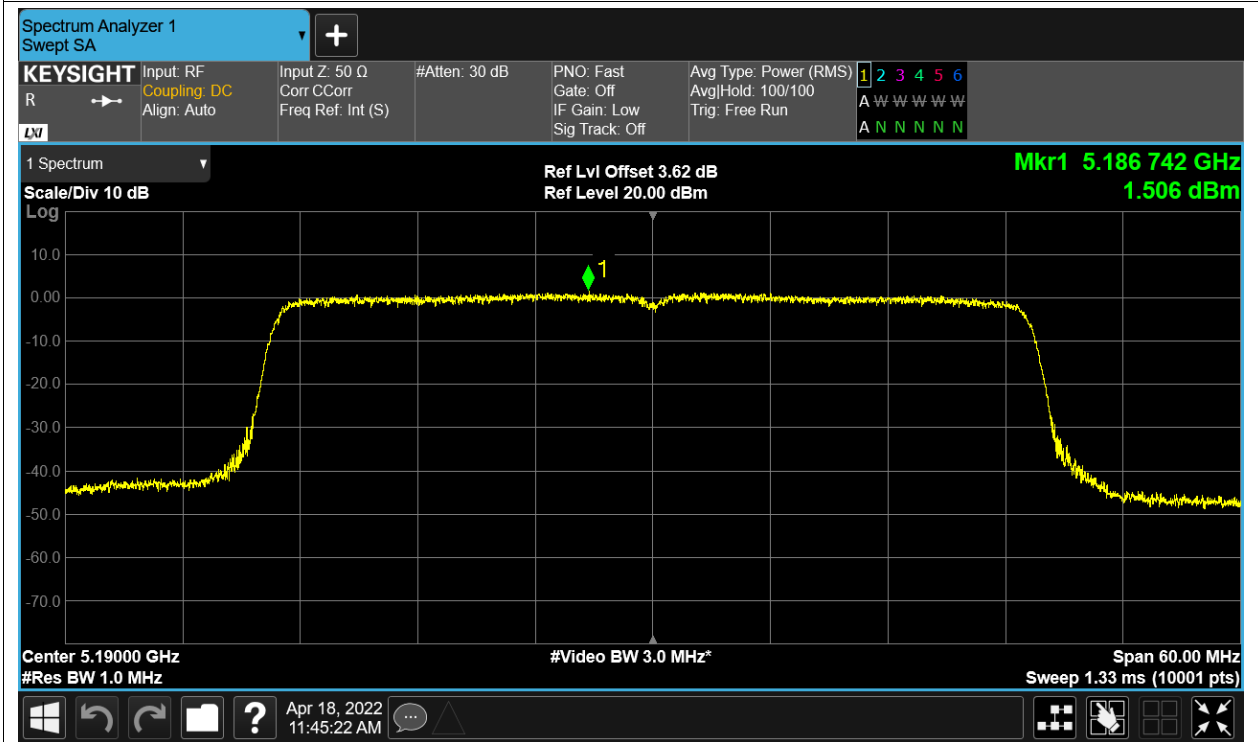 Spectrum Analyzer 1
Swept SA
KEYSIGHT
R
LXI
Input: RF
Coupling: DC
Align: Auto
Input Z: 50 Ω
Corr CCorr
Freq Ref: Int (S)
#Atten: 30 dB
PNO: Fast
Gate: Off
IF Gain: Low
Sig Track: Off
Avg Type: Power (RMS)
Avg|Hold: 100/100
Trig: Free Run
1 2 3 4 5 6
A W W W W W
A N N N N N
1 Spectrum
Scale/Div 10 dB
Log
Ref Lvl Offset 3.62 dB
Ref Level 20.00 dBm
Mkr1 5.186 742 GHz
1.506 dBm
10.0
1
0.00
-10.0
-20.0
-30.0
-40.0
-50.0
-60.0
-70.0
Center 5.19000 GHz
#Res BW 1.0 MHz
#Video BW 3.0 MHz*
Span 60.00 MHz
Sweep 1.33 ms (10001 pts)
?
Apr 18, 2022
11:45:22 AM